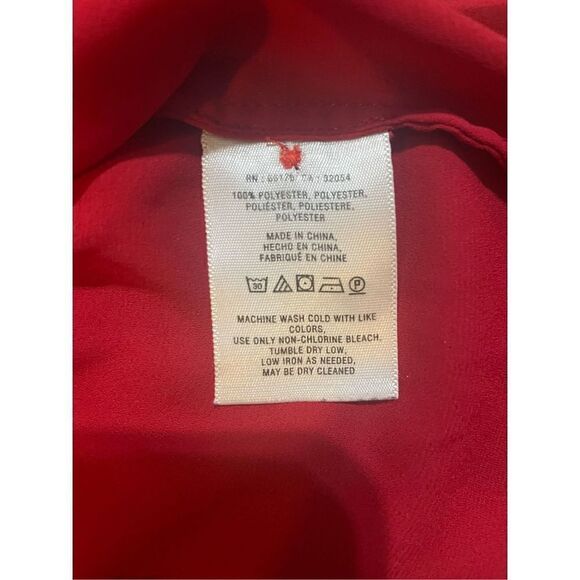 RN : 66170 CA : 32054
100% POLYESTER, POLYESTER,
POLIÉSTER, POLIESTERE,
POLYESTER
MADE IN CHINA,
HECHO EN CHINA,
FABRIQUÉ EN CHINE
30 P
MACHINE WASH COLD WITH LIKE
COLORS,
USE ONLY NON-CHLORINE BLEACH.
TUMBLE DRY LOW,
LOW IRON AS NEEDED,
MAY BE DRY CLEANED